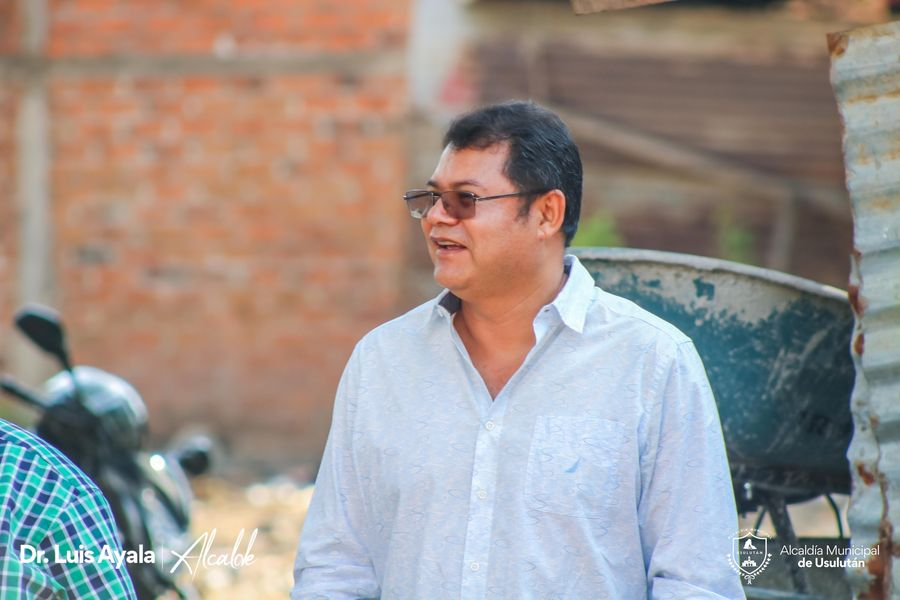 Dr. Luis Ayala | Alcalde
Alcaldía Municipal
de Usulután